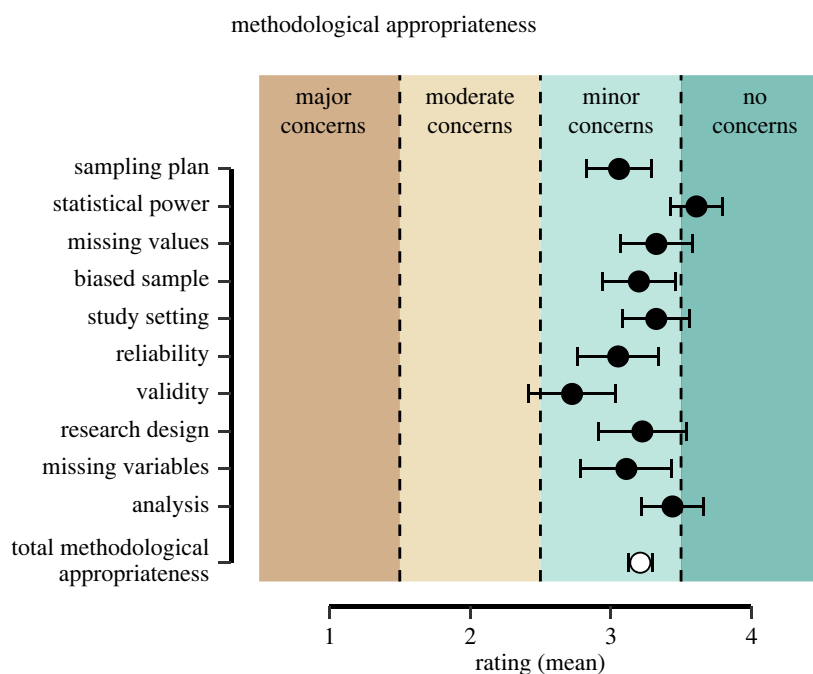 methodological appropriateness
major
concerns
moderate
concerns
minor
concerns
no
concerns
sampling plan
statistical power
missing values
biased sample
study setting
reliability
validity
research design
missing variables
analysis
total methodological
appropriateness
1 2 3 4
rating (mean)